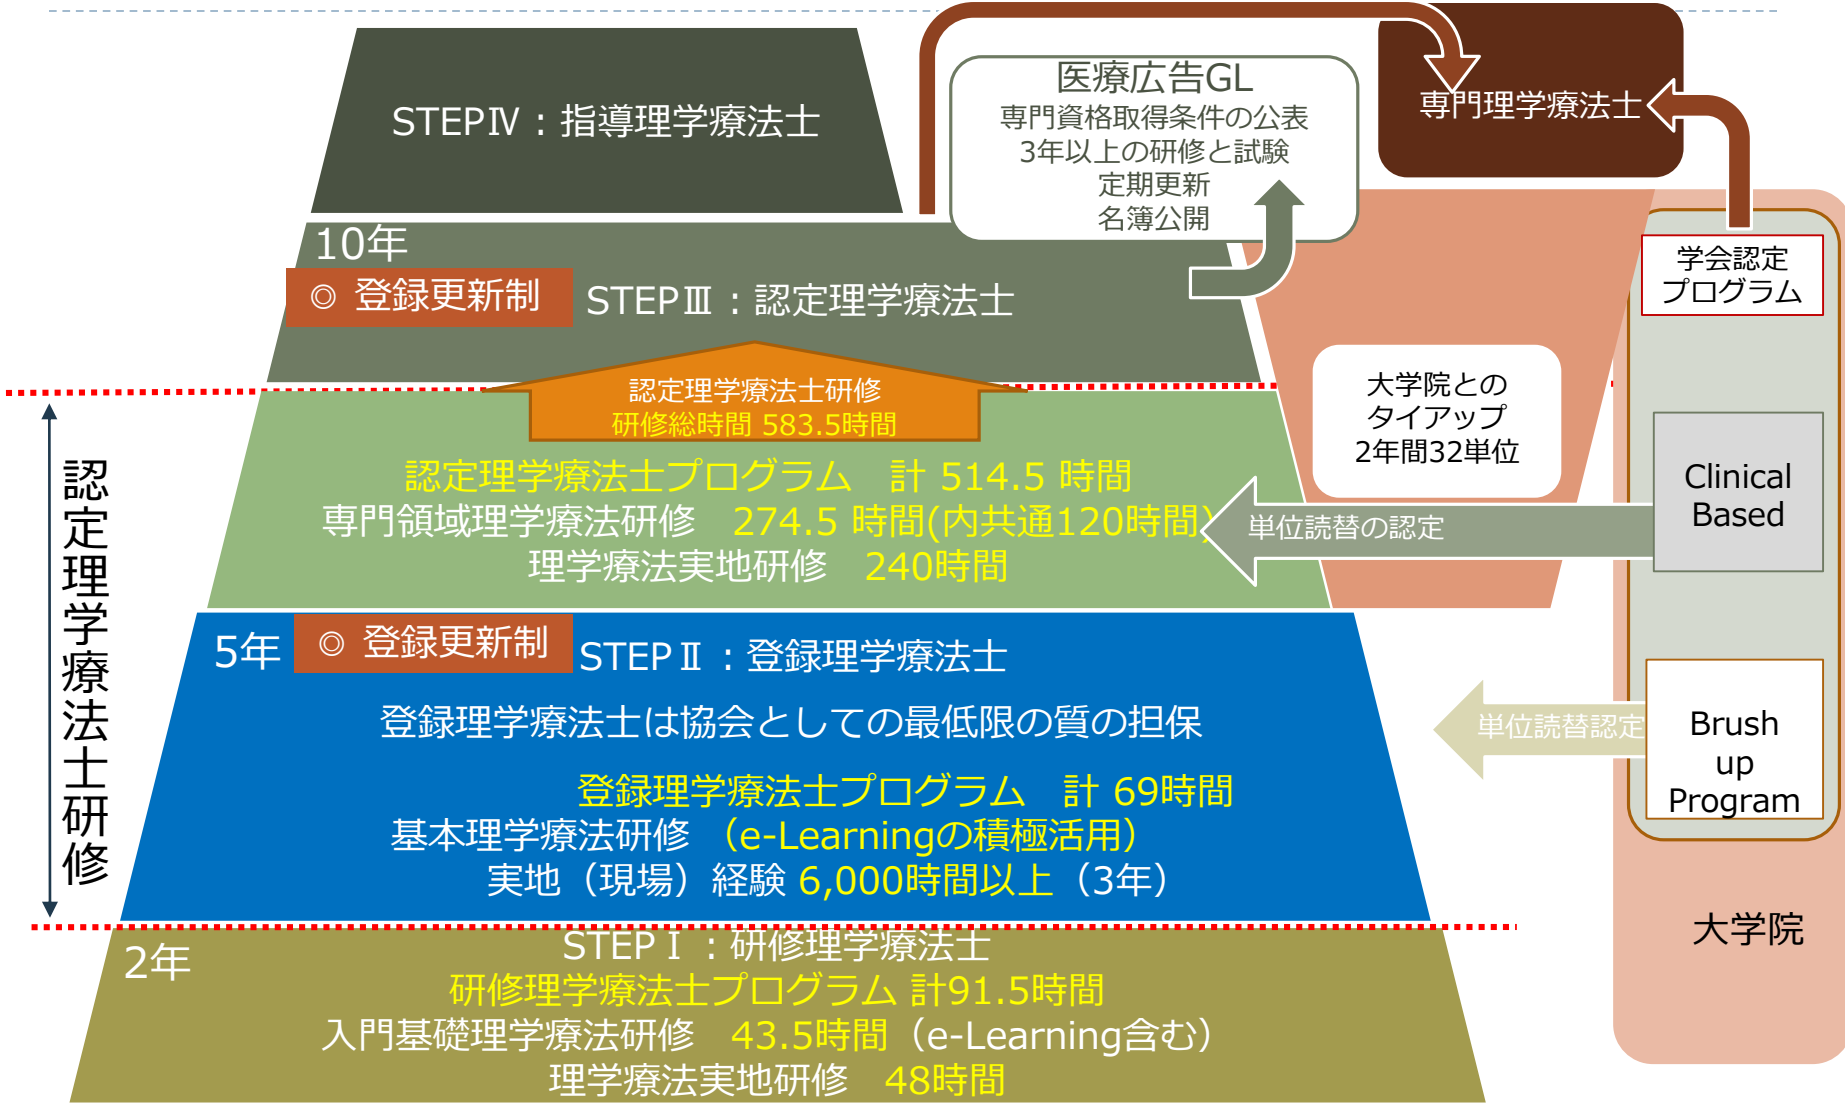 STEPⅣ：指導理学療法士
医療広告GL
専門資格取得条件の公表
3年以上の研修と試験
定期更新
名簿公開
専門理学療法士
10年
◎ 登録更新制
STEPⅢ：認定理学療法士
学会認定
プログラム
認定理学療法士研修
研修総時間 583.5時間
大学院との
タイアップ
2年間32単位
認定理学療法士プログラム　計 514.5 時間
専門領域理学療法研修　274.5 時間(内共通120時間)
理学療法実地研修　240時間
単位読替の認定
Clinical
Based
認定理学療法士研修
5年
◎ 登録更新制
STEPⅡ：登録理学療法士
登録理学療法士は協会としての最低限の質の担保
登録理学療法士プログラム　計 69時間
基本理学療法研修　（e-Learningの積極活用）
実地（現場）経験 6,000時間以上（3年）
単位読替認定
Brush
up
Program
大学院
2年
STEPⅠ：研修理学療法士
研修理学療法士プログラム 計91.5時間
入門基礎理学療法研修　43.5時間（e-Learning含む）
理学療法実地研修　48時間